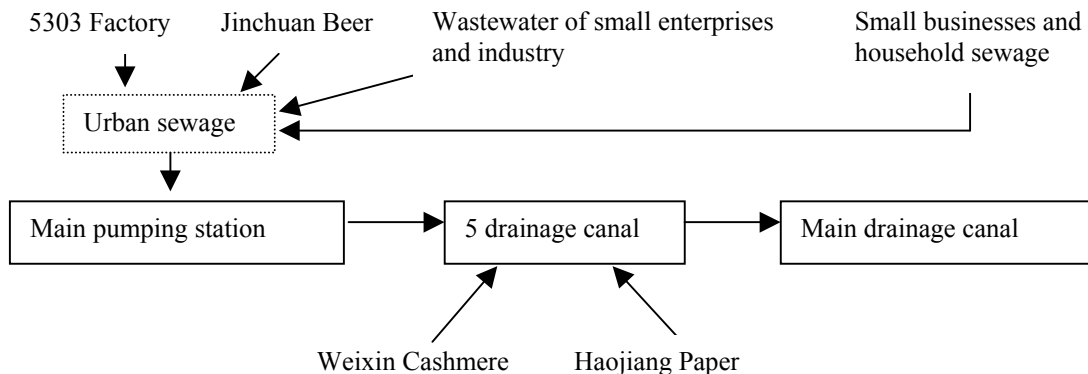 5303 Factory
Jinchuan Beer
Wastewater of small enterprises
and industry
Small businesses and
household sewage
Urban sewage
Main pumping station
5 drainage canal
Main drainage canal
Weixin Cashmere
Haojiang Paper